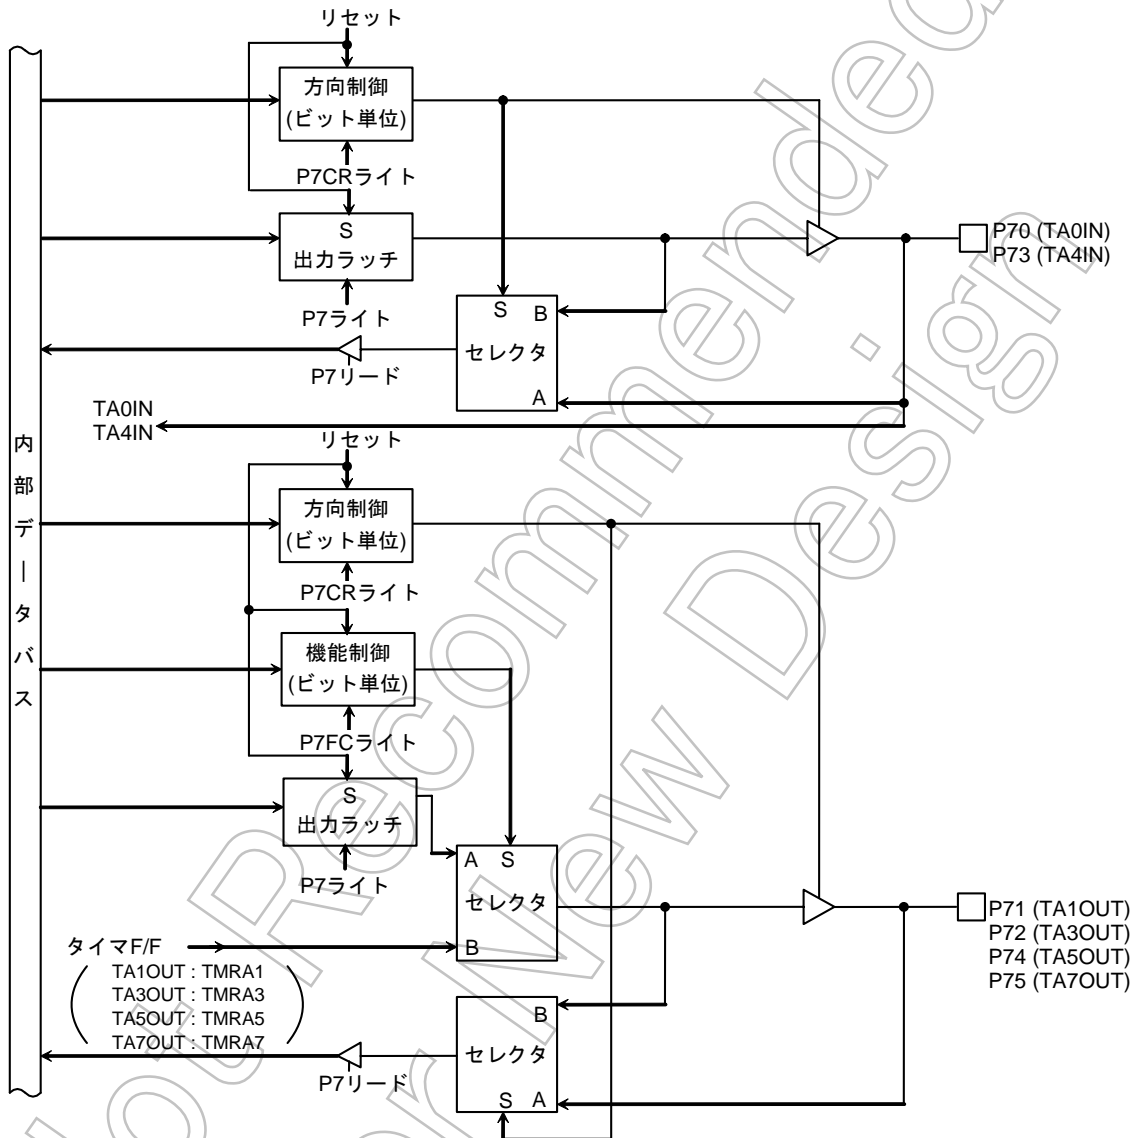 リセット
方向制御
(ビット単位)
P7CRライト
S
出力ラッチ
P7ライト
S
B
セレクタ
A
P7リード
P70 (TA0IN)
P73 (TA4IN)
TA0IN
TA4IN
内部データバス
リセット
方向制御
(ビット単位)
P7CRライト
機能制御
(ビット単位)
P7FCライト
S
出力ラッチ
P7ライト
A
S
セレクタ
B
タイマF/F
TA1OUT : TMRA1
TA3OUT : TMRA3
TA5OUT : TMRA5
TA7OUT : TMRA7
P71 (TA1OUT)
P72 (TA3OUT)
P74 (TA5OUT)
P75 (TA7OUT)
B
セレクタ
S
A
P7リード
Not Recommended
for New Design